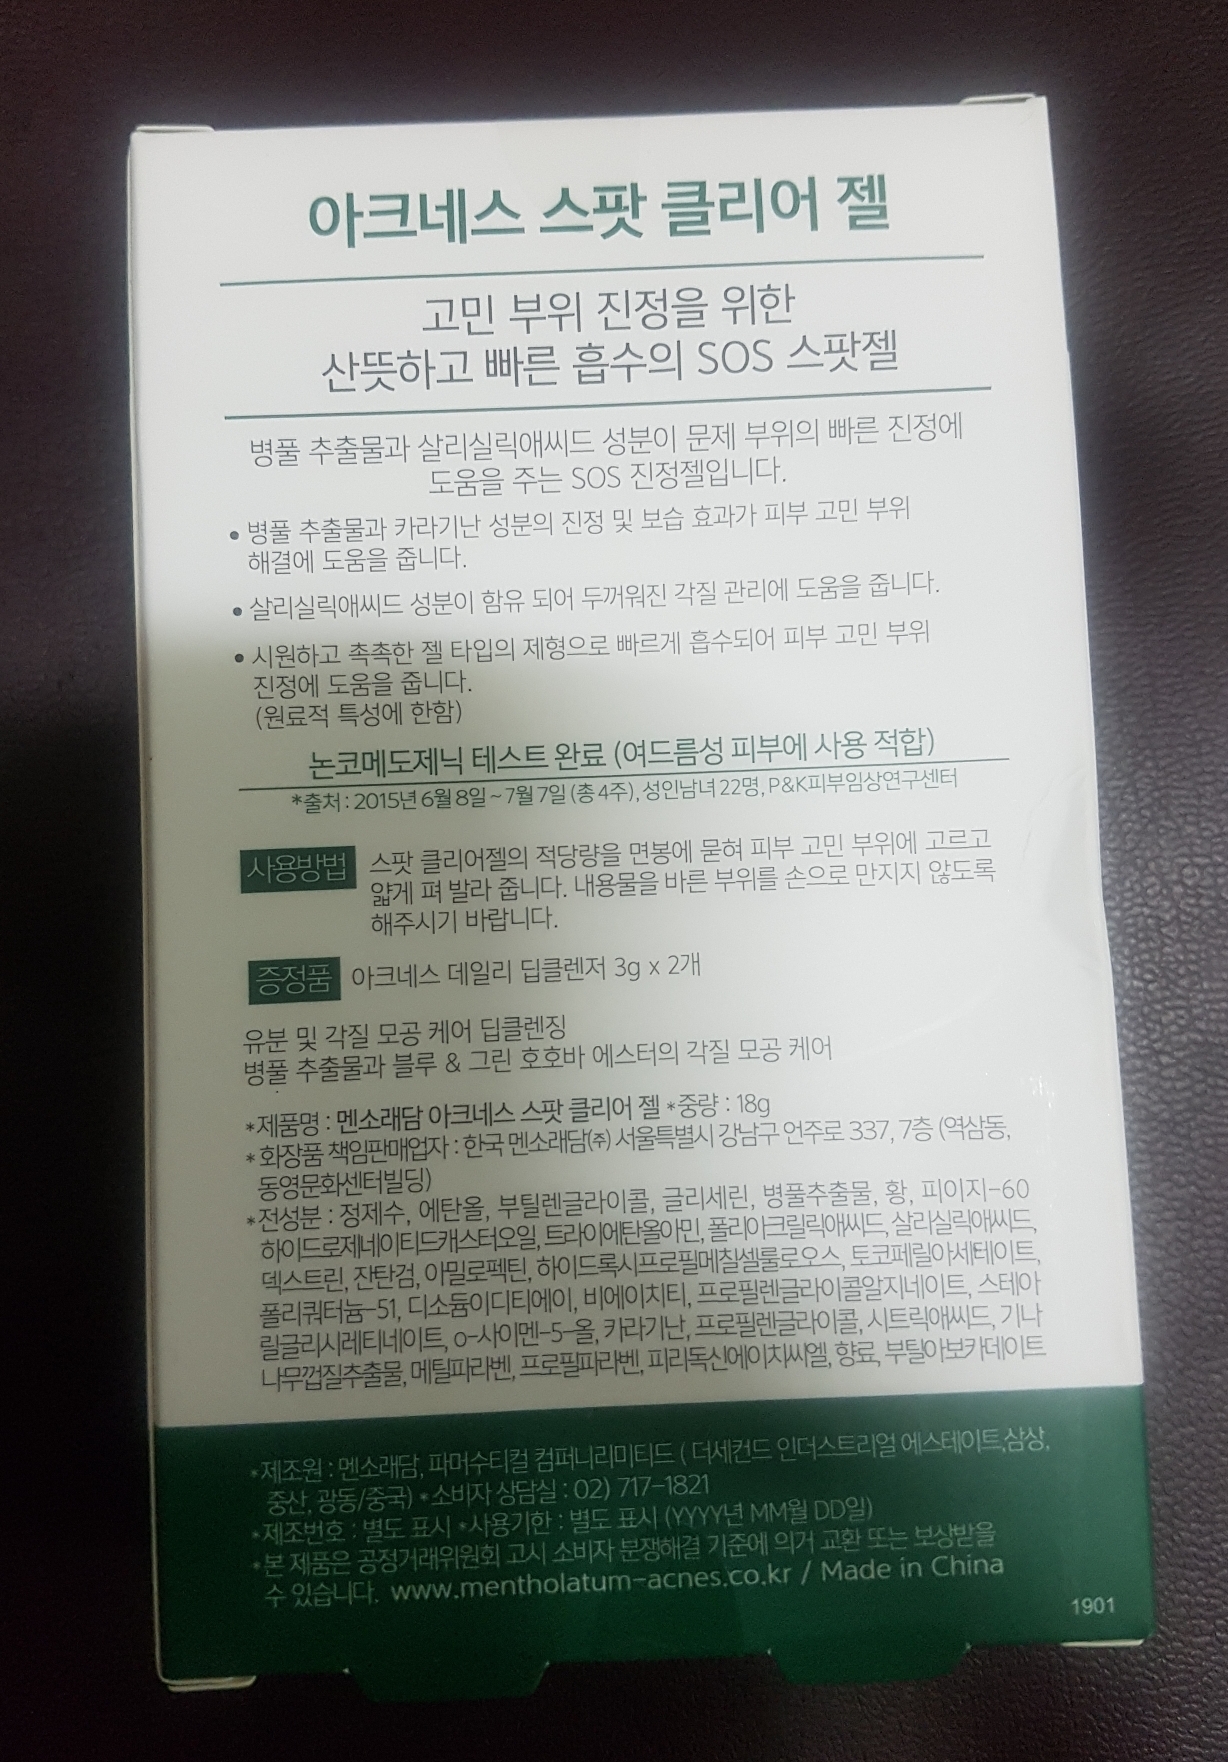 아크네스 스팟 클리어 젤
고민 부위 진정을 위한
산뜻하고 빠른 흡수의 SOS 스팟젤
병풀 추출물과 살리실릭애씨드 성분이 문제 부위의 빠른 진정에
도움을 주는 SOS 진정젤입니다.
• 병풀 추출물과 카라기난 성분의 진정 및 보습 효과가 피부 고민 부위
해결에 도움을 줍니다.
• 살리실릭애씨드 성분이 함유 되어 두꺼워진 각질 관리에 도움을 줍니다.
• 시원하고 촉촉한 젤 타입의 제형으로 빠르게 흡수되어 피부 고민 부위
진정에 도움을 줍니다.
(원료적 특성에 한함)
논코메도제닉 테스트 완료 (여드름성 피부에 사용 적합)
*출처 : 2015년 6월 8일 ~ 7월 7일 (총 4주), 성인남녀 22명, P&K피부임상연구센터
사용방법 스팟 클리어젤의 적당량을 면봉에 묻혀 피부 고민 부위에 고르고
얇게 펴 발라 줍니다. 내용물을 바른 부위를 손으로 만지지 않도록
해주시기 바랍니다.
증정품 아크네스 데일리 딥클렌저 3g x 2개
유분 및 각질 모공 케어 딥클렌징
병풀 추출물과 블루 & 그린 호호바 에스터의 각질 모공 케어
*제품명 : 멘소래담 아크네스 스팟 클리어 젤 *중량 : 18g
*화장품 책임판매업자 : 한국 멘소래담(주) 서울특별시 강남구 언주로 337, 7층 (역삼동,
동영문화센터빌딩)
*전성분 : 정제수, 에탄올, 부틸렌글라이콜, 글리세린, 병풀추출물, 황, 피이지-60
하이드로제네이티드캐스터오일, 트라이에탄올아민, 폴리아크릴릭애씨드, 살리실릭애씨드,
덱스트린, 잔탄검, 아밀로펙틴, 하이드록시프로필메칠셀룰로오스, 토코페릴아세테이트,
폴리쿼터늄-51, 디소듐이디티에이, 비에이치티, 프로필렌글라이콜알지네이트, 스테아
릴글리시레티네이트, o-사이멘-5-올, 카라기난, 프로필렌글라이콜, 시트릭애씨드, 기나
나무껍질추출물, 메틸파라벤, 프로필파라벤, 피리독신에이치씨엘, 향료, 부틸아보카데이트
*제조원 : 멘소래담, 파머수티컬 컴퍼니리미티드 ( 더세컨드 인더스트리얼 에스테이트,삼상,
중산, 광동/중국) *소비자 상담실 : 02) 717-1821
*제조번호 : 별도 표시 *사용기한 : 별도 표시 (YYYY년 MM월 DD일)
*본 제품은 공정거래위원회 고시 소비자 분쟁해결 기준에 의거 교환 또는 보상받을
수 있습니다. www.mentholatum-acnes.co.kr / Made in China
1901